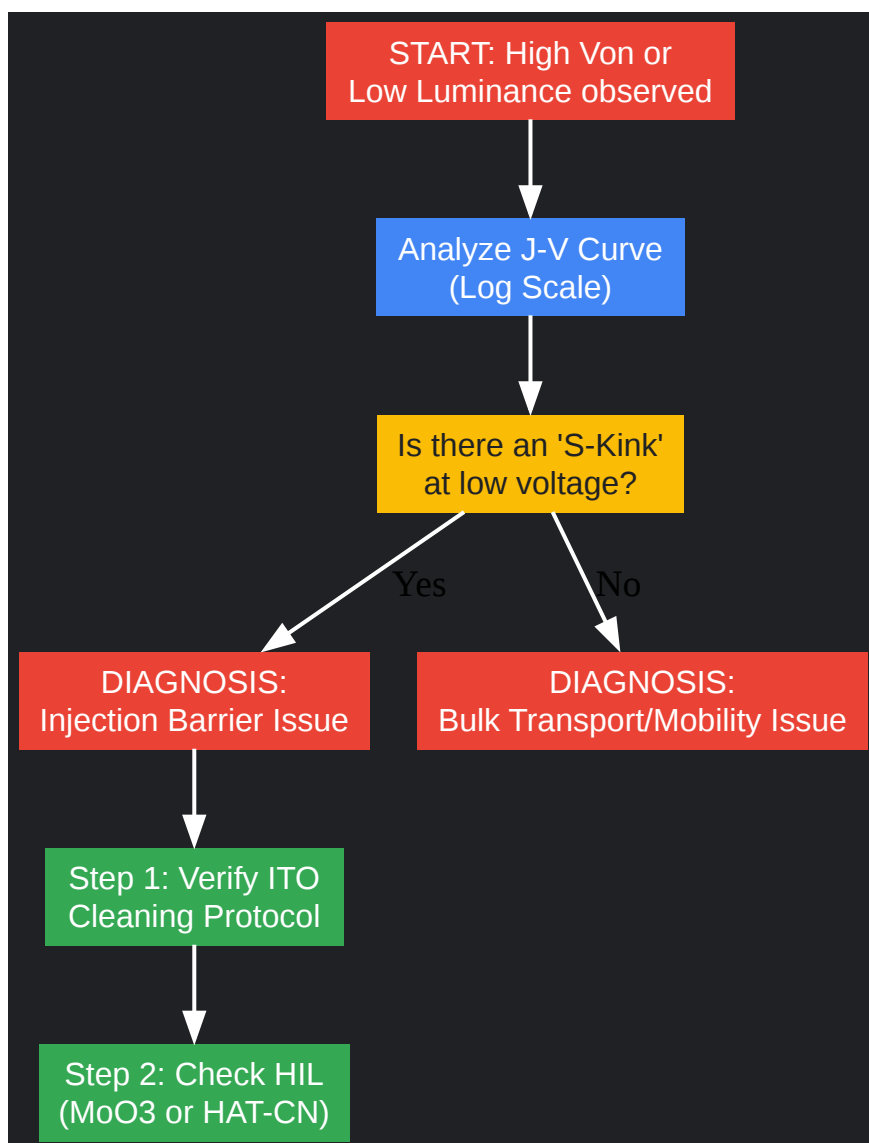 START: High Von or
Low Luminance observed
Analyze J-V Curve
(Log Scale)
Is there an 'S-Kink'
at low voltage?
Yes
No
DIAGNOSIS:
Injection Barrier Issue
DIAGNOSIS:
Bulk Transport/Mobility Issue
Step 1: Verify ITO
Cleaning Protocol
Step 2: Check HIL
(MoO3 or HAT-CN)